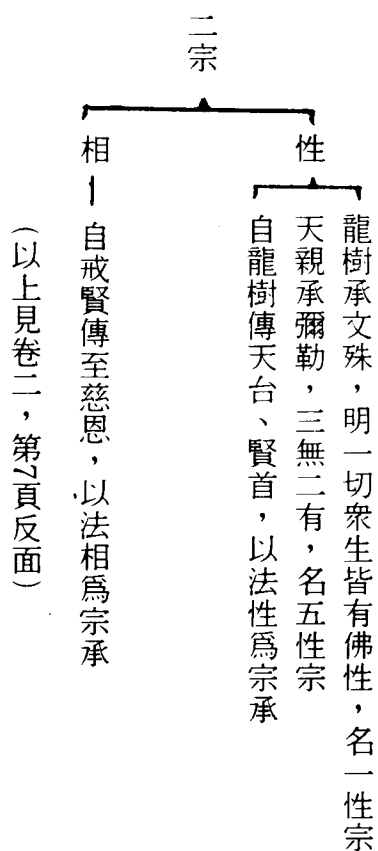 二宗
性
龍樹承文殊，明一切衆生皆有佛性，名一性宗
天親承彌勒，三無二有，名五性宗
自龍樹傳天台、賢首，以法性爲宗承
相
自戒賢傳至慈恩，以法相爲宗承
（以上見卷二，第7頁反面）